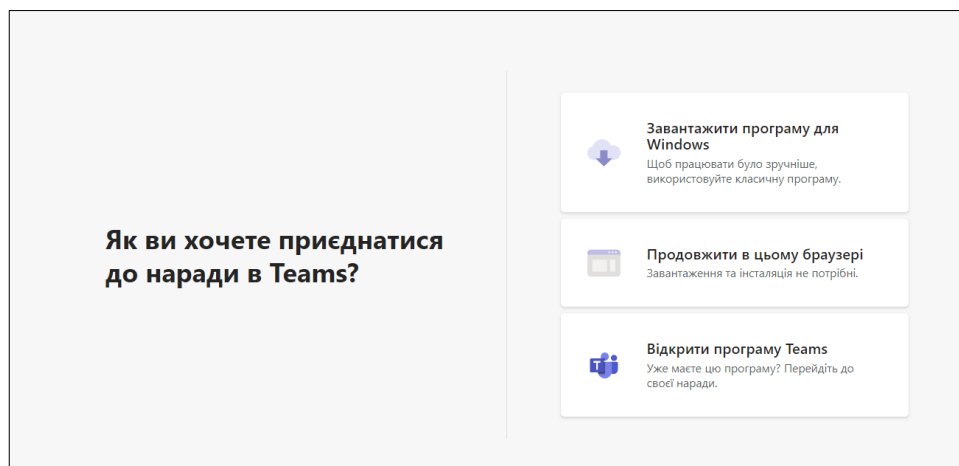 Як ви хочете приєднатися
до наради в Teams?
Завантажити програму для
Windows
Щоб працювати було зручніше,
використовуйте класичну програму.
Продовжити в цьому браузері
Завантаження та інсталяція не потрібні.
Відкрити програму Teams
Уже маєте цю програму? Перейдіть до
своєї наради.